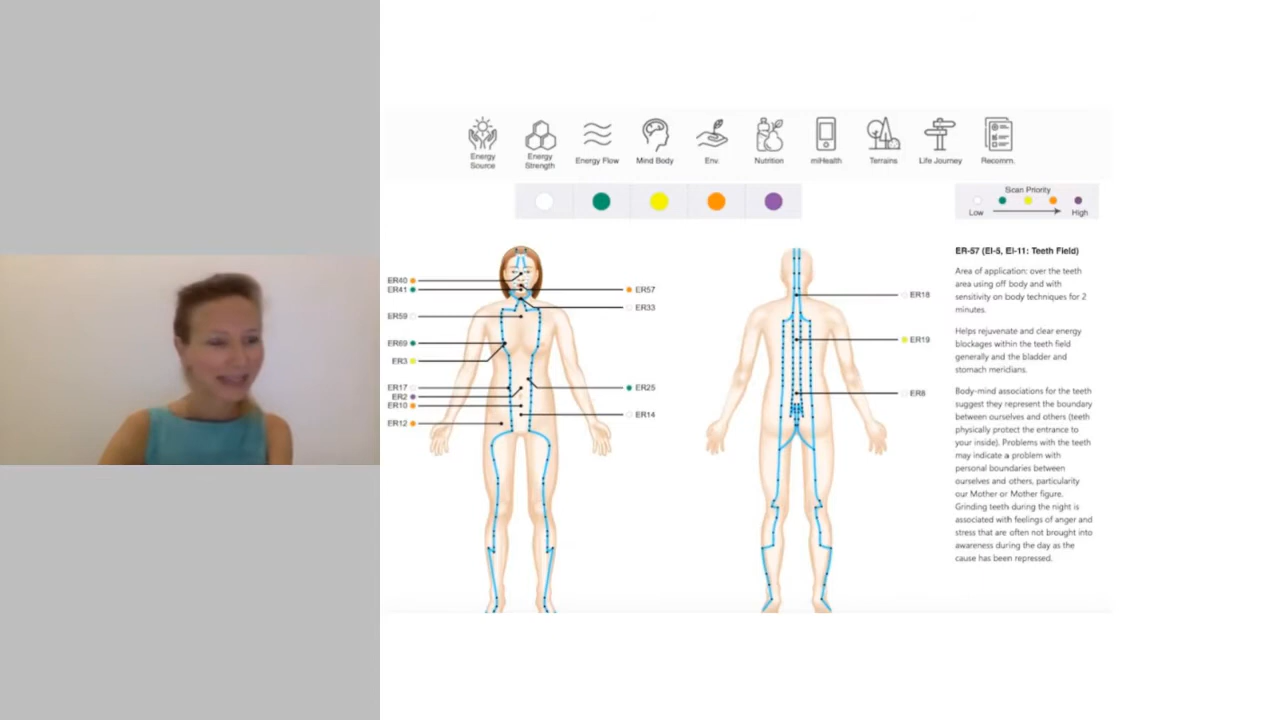 Energy Source
Energy Strength
Energy Flow
Mind Body
Env.
Nutrition
miHealth
Terrains
Life Journey
Recomm.
Scan Priority
Low
High
ER40
ER41
ER59
ER69
ER3
ER17
ER2
ER10
ER12
ER57
ER33
ER25
ER14
ER18
ER19
ER8
ER-57 (EI-5, EI-11: Teeth Field)
Area of application: over the teeth
area using off body and with
sensitivity on body techniques for 2
minutes.
Helps rejuvenate and clear energy
blockages within the teeth field
generally and the bladder and
stomach meridians.
Body-mind associations for the teeth
suggest they represent the boundary
between ourselves and others (teeth
physically protect the entrance to
your inside). Problems with the teeth
may indicate a problem with
personal boundaries between
ourselves and others, particularity
our Mother or Mother figure.
Grinding teeth during the night is
associated with feelings of anger and
stress that are often not brought into
awareness during the day as the
cause has been repressed.